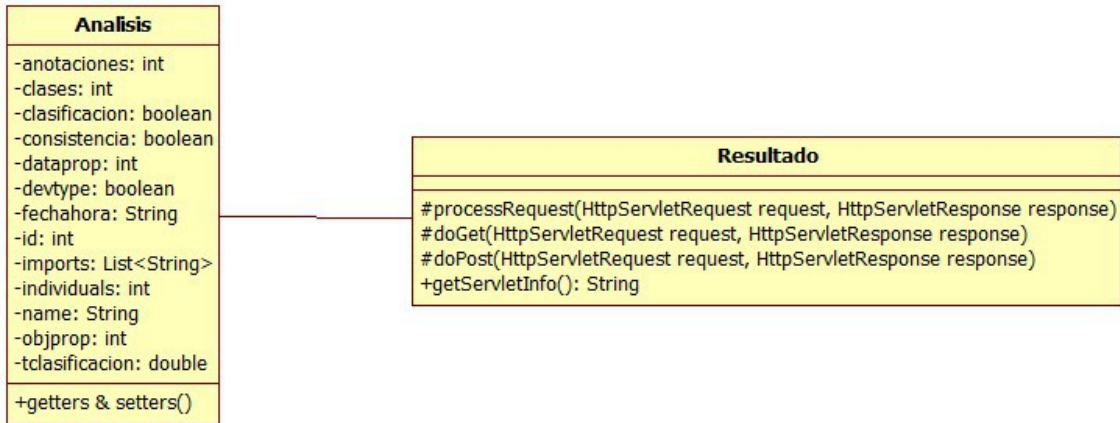 Analisis
-anotaciones: int
-clases: int
-clasificacion: boolean
-consistencia: boolean
-dataprop: int
-devtype: boolean
-fechahora: String
-id: int
-imports: List<String>
-individuals: int
-name: String
-objprop: int
-tclasificacion: double
+getters & setters()
Resultado
#processRequest(HttpServletRequest request, HttpServletResponse response)
#doGet(HttpServletRequest request, HttpServletResponse response)
#doPost(HttpServletRequest request, HttpServletResponse response)
+getServletInfo(): String